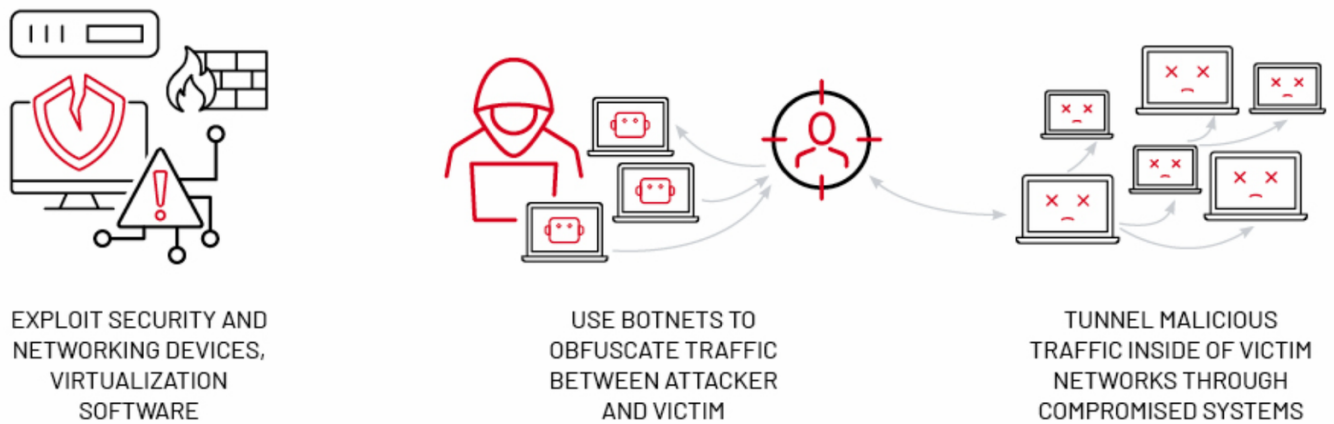 EXPLOIT SECURITY AND
NETWORKING DEVICES,
VIRTUALIZATION
SOFTWARE
USE BOTNETS TO
OBFUSCATE TRAFFIC
BETWEEN ATTACKER
AND VICTIM
TUNNEL MALICIOUS
TRAFFIC INSIDE OF VICTIM
NETWORKS THROUGH
COMPROMISED SYSTEMS